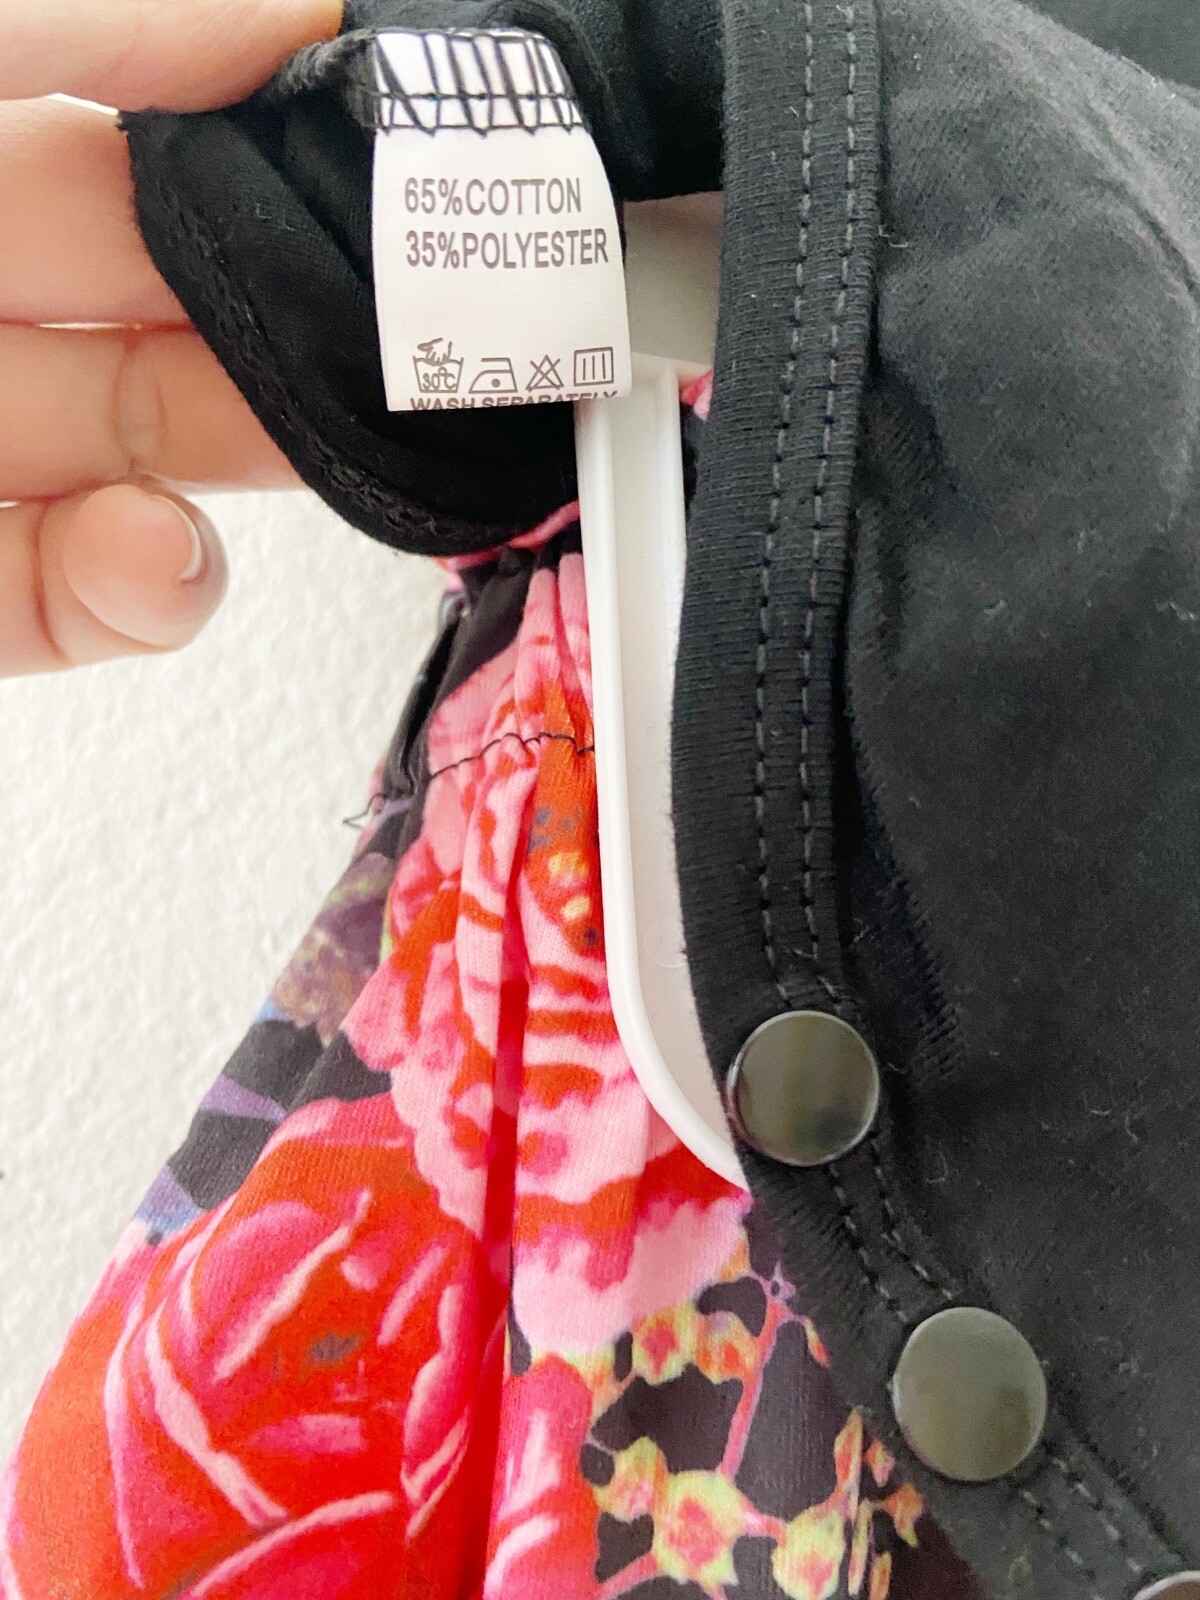 65%COTTON
35%POLYESTER
30°C
WASH SEPARATELY